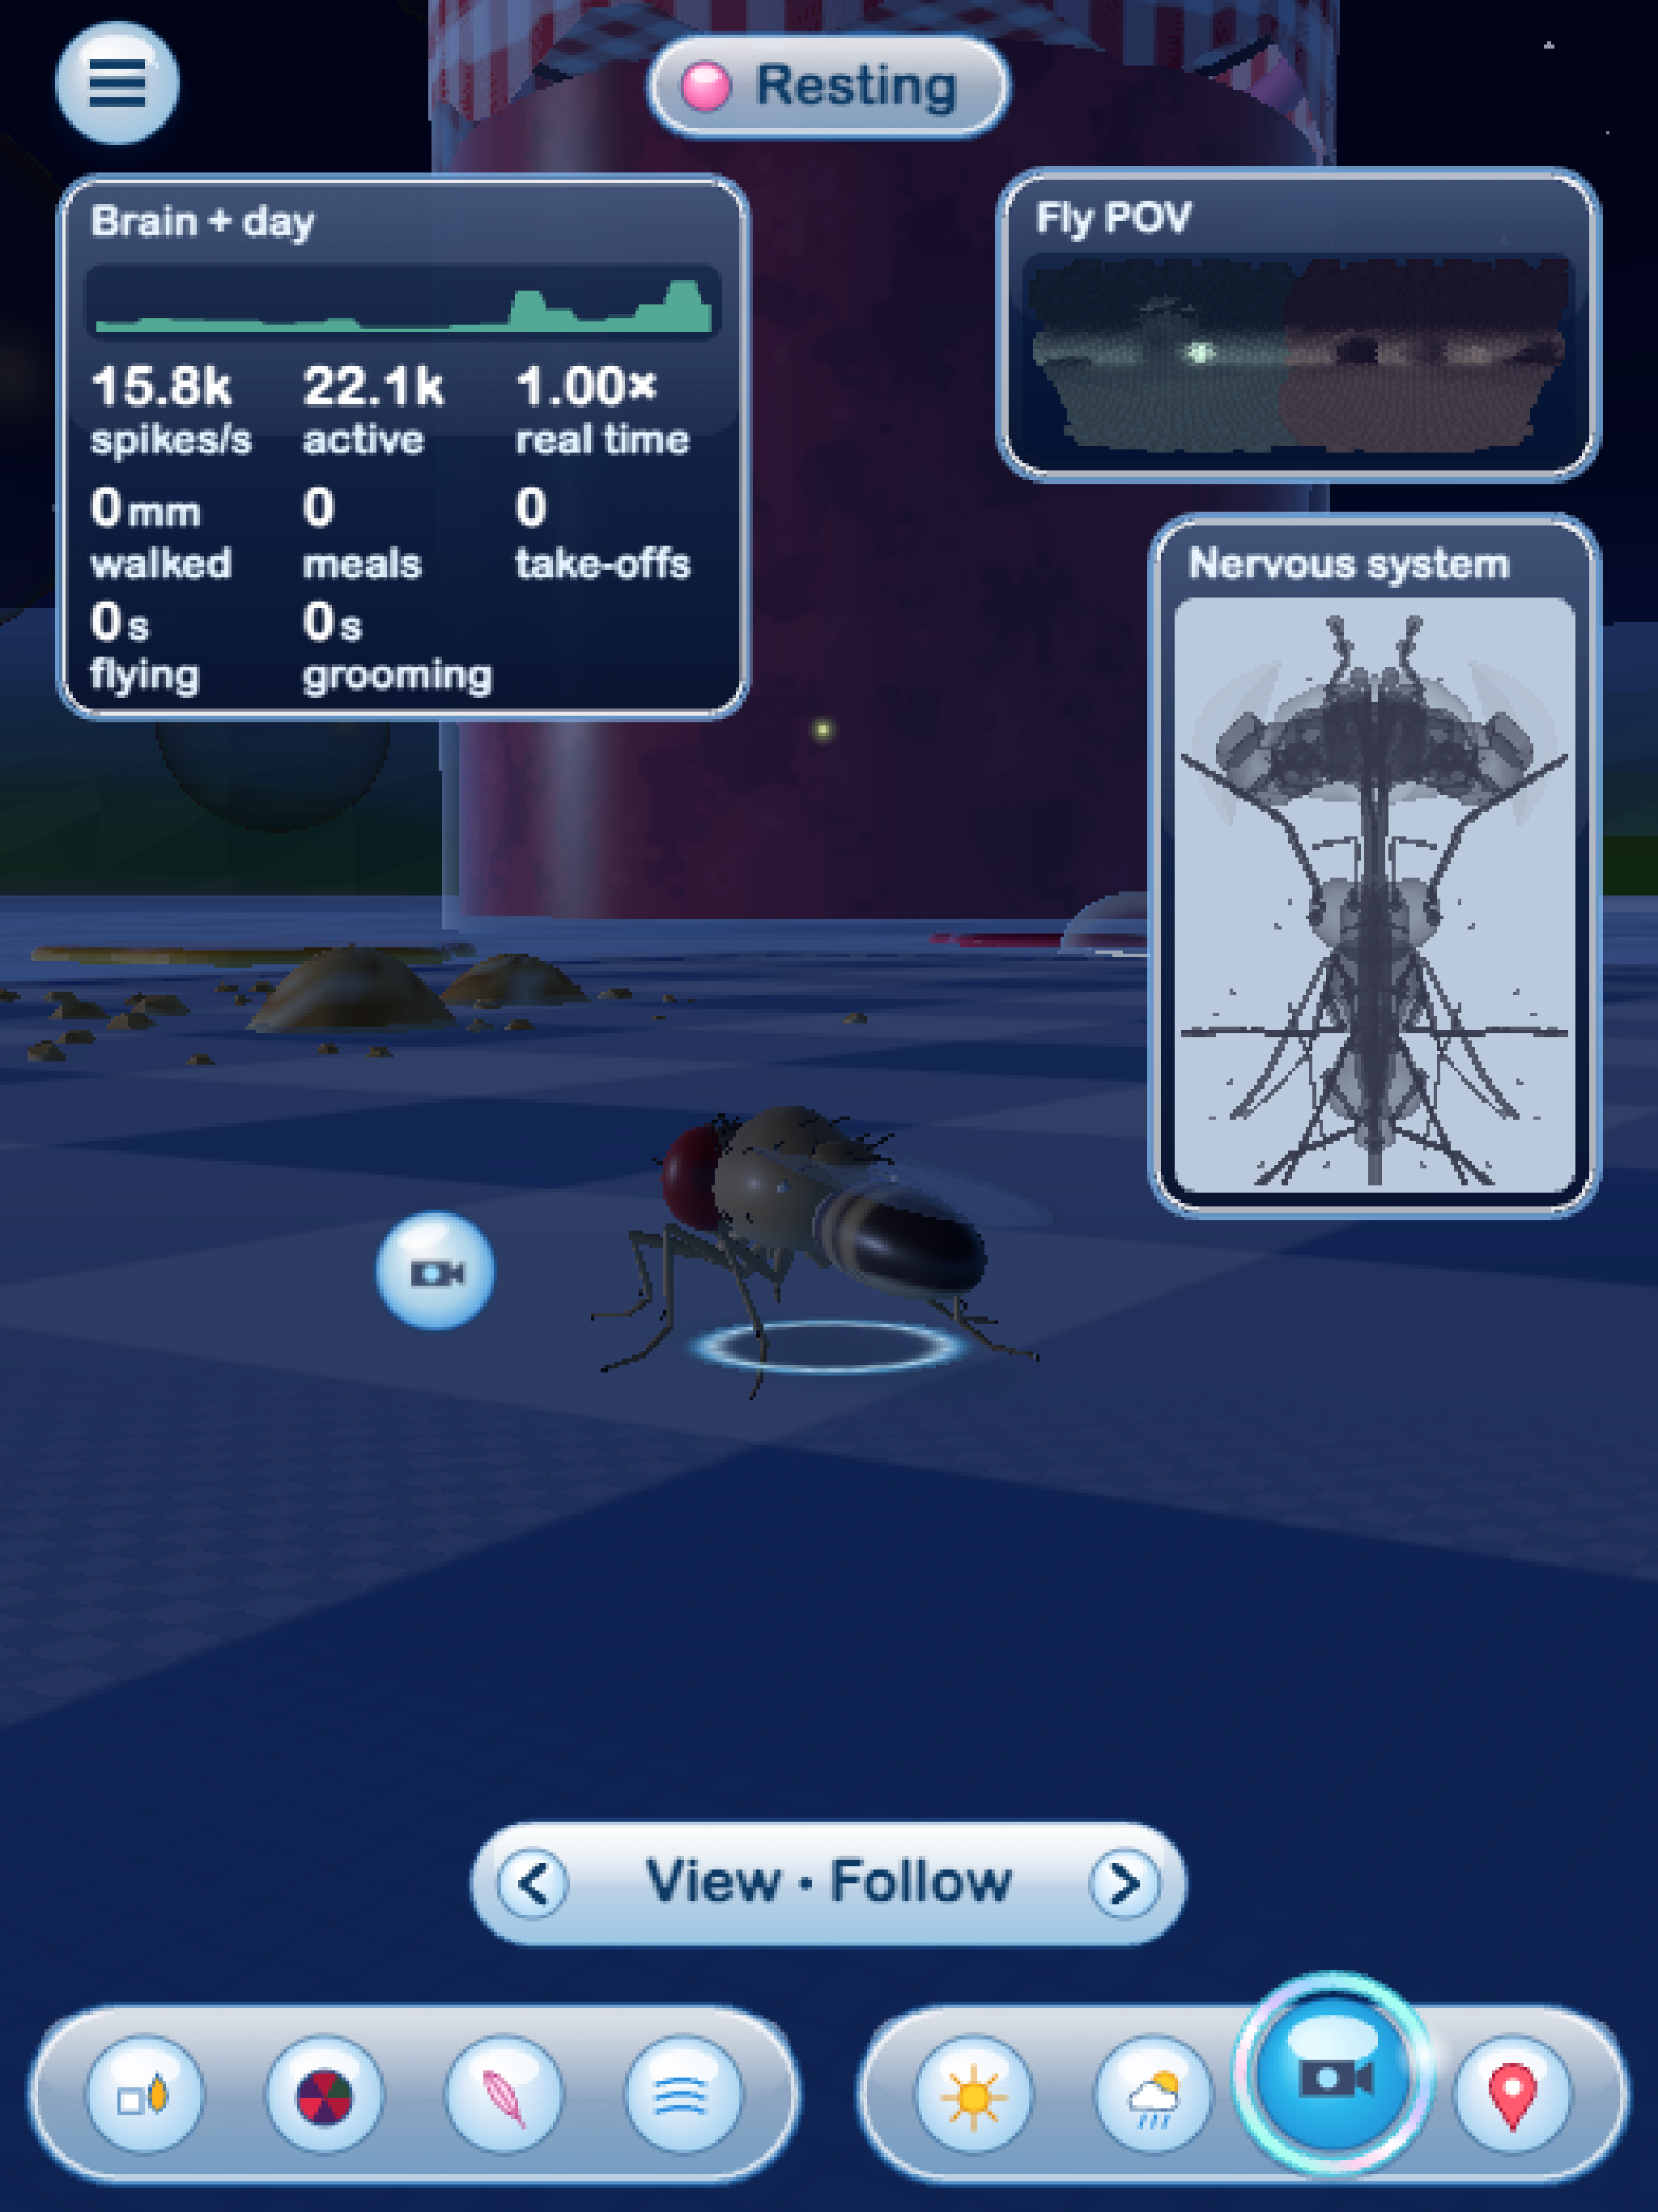 Resting
Brain + day
15.8k 22.1k 1.00×
spikes/s active real time
0 mm 0 0
walked meals take-offs
0 s 0 s
flying grooming
Fly POV
Nervous system
View · Follow